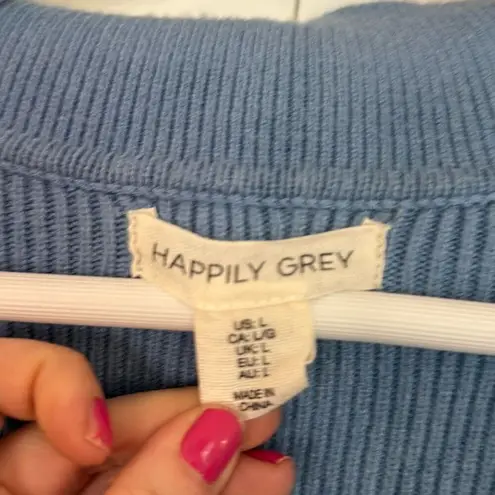 HAPPILY GREY
US: L
CA: L/G
UK: L
EU: L
AU: L
MADE IN
CHINA